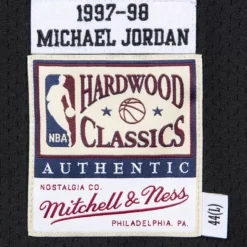 1997-98
MICHAEL JORDAN
NBA
HARDWOOD
CLASSICS
AUTHENTIC
NOSTALGIA CO.
Mitchell & Ness
PHILADELPHIA, PA.
44(L)